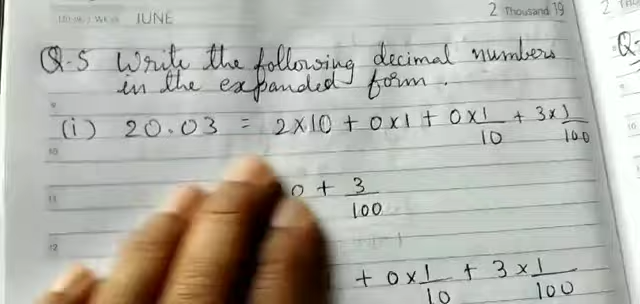 JUNE
2 Thousand 19
Q.5 Write the following decimal numbers
in the expanded form.
(i) 20.03 = 2×10 + 0×1 + 0×1/10 + 3×1/100
0 + 3/100
+ 0×1/10 + 3×1/100